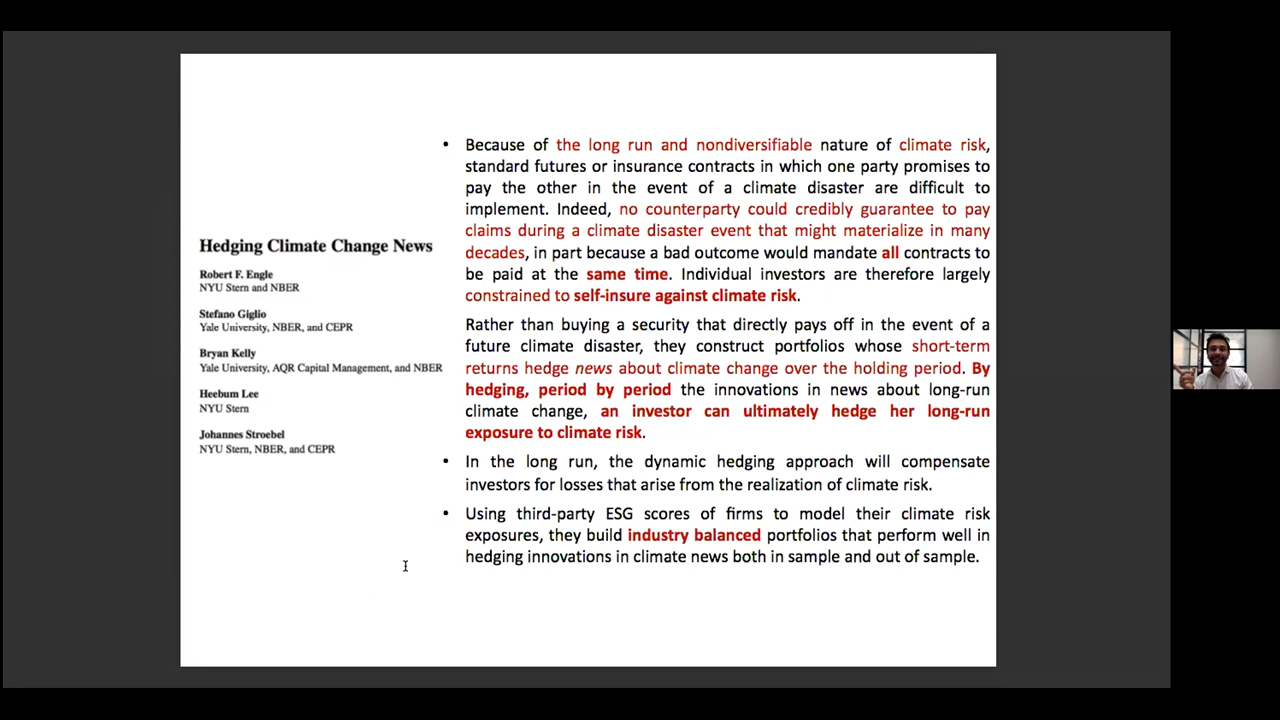 Hedging Climate Change News
Robert F. Engle
NYU Stern and NBER
Stefano Giglio
Yale University, NBER, and CEPR
Bryan Kelly
Yale University, AQR Capital Management, and NBER
Heebum Lee
NYU Stern
Johannes Stroebel
NYU Stern, NBER, and CEPR
• Because of the long run and nondiversifiable nature of climate risk,
standard futures or insurance contracts in which one party promises to
pay the other in the event of a climate disaster are difficult to
implement. Indeed, no counterparty could credibly guarantee to pay
claims during a climate disaster event that might materialize in many
decades, in part because a bad outcome would mandate all contracts to
be paid at the same time. Individual investors are therefore largely
constrained to self-insure against climate risk.
Rather than buying a security that directly pays off in the event of a
future climate disaster, they construct portfolios whose short-term
returns hedge news about climate change over the holding period. By
hedging, period by period the innovations in news about long-run
climate change, an investor can ultimately hedge her long-run
exposure to climate risk.
• In the long run, the dynamic hedging approach will compensate
investors for losses that arise from the realization of climate risk.
• Using third-party ESG scores of firms to model their climate risk
exposures, they build industry balanced portfolios that perform well in
hedging innovations in climate news both in sample and out of sample.